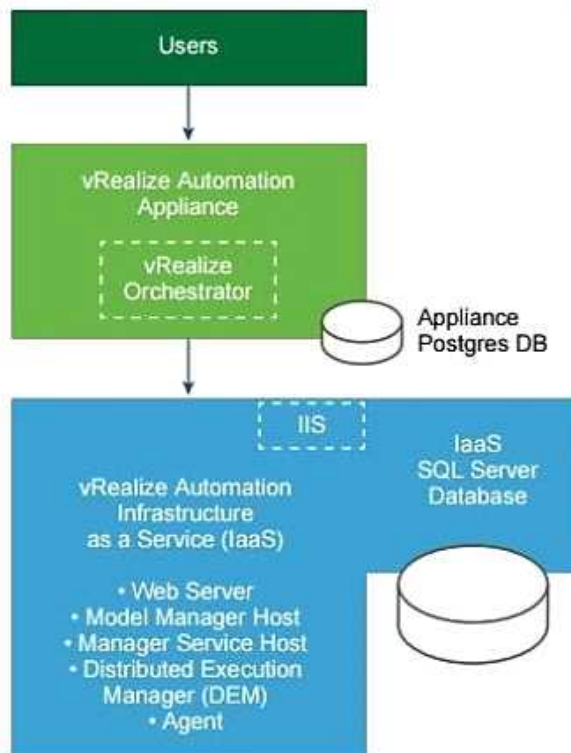 Users
vRealize Automation
Appliance
vRealize
Orchestrator
Appliance
Postgres DB
IIS
IaaS
SQL Server
Database
vRealize Automation
Infrastructure
as a Service (IaaS)
• Web Server
• Model Manager Host
• Manager Service Host
• Distributed Execution
Manager (DEM)
• Agent